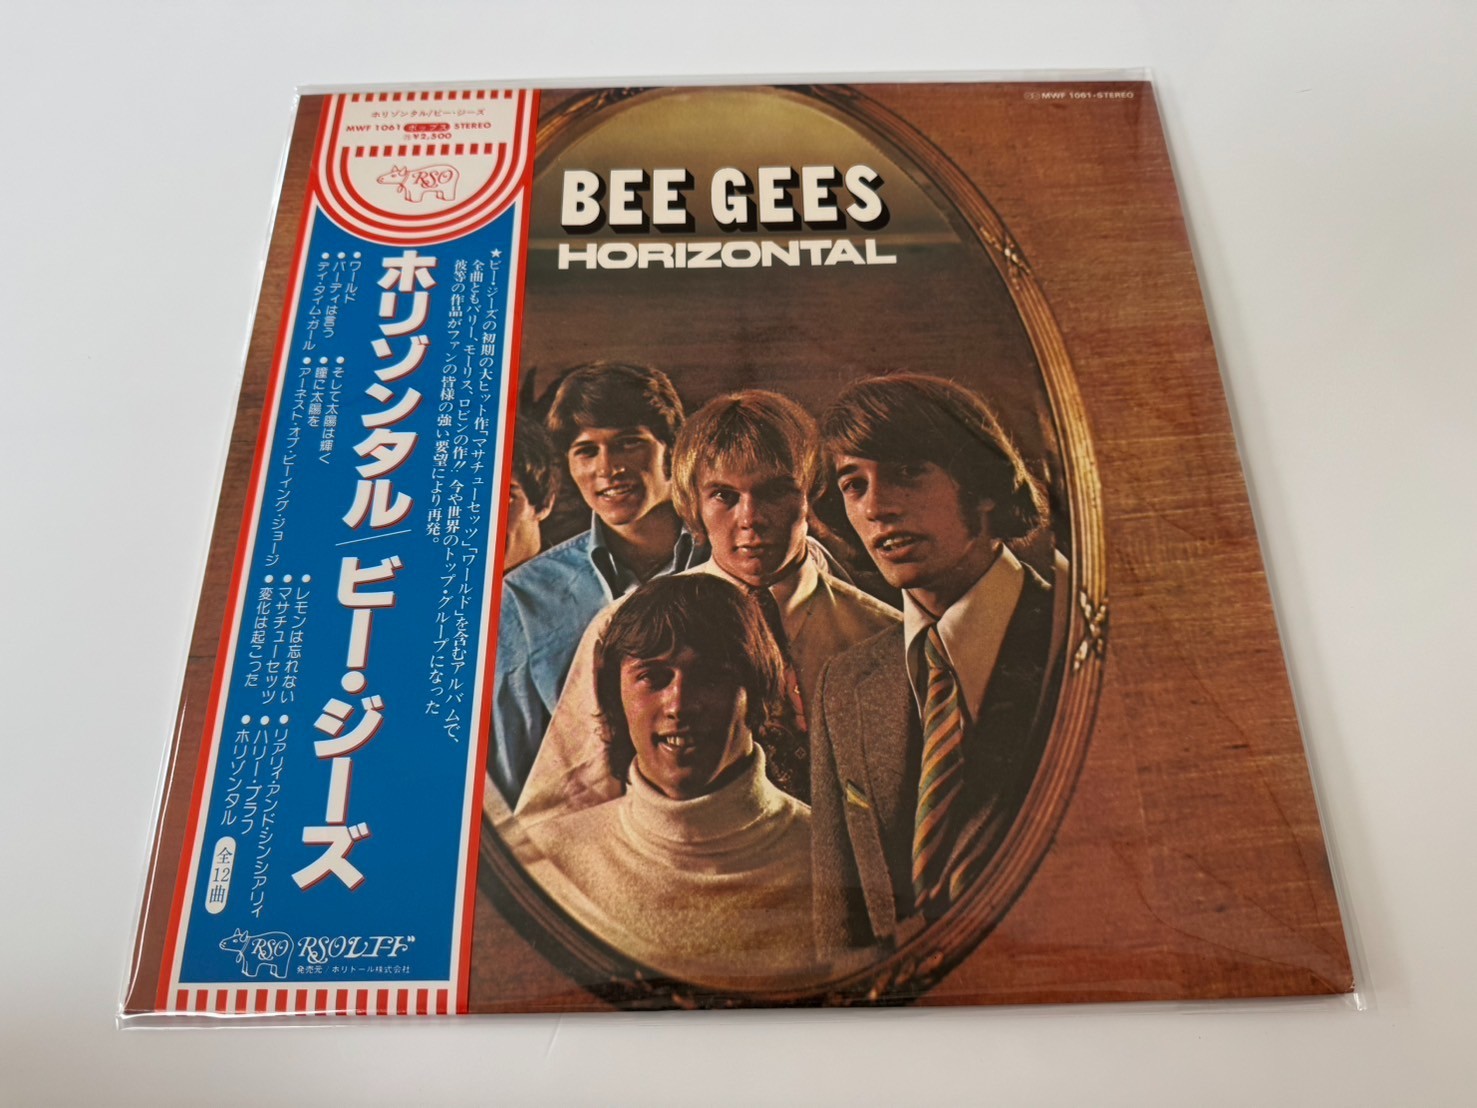 ホリゾンタル/ビー・ジーズ
MWF 1061 ポップス STEREO
¥2,500
RSO
MWF 1061・STEREO
BEE GEES
HORIZONTAL
★ビー・ジーズの初期の大ヒット作「マサチューセッツ」「ワールド」を含むアルバムで、
全曲ともバリー、モーリス、ロビンの作!! 今や世界のトップ・グループになった
彼等の作品がファンの皆様の強い要望により再発。
ホリゾンタル/ビー・ジーズ
●ワールド
●バーディは言う
●デイ・タイム・ガール
●そして太陽は輝く
●瞳に太陽を
●アーネスト・オブ・ビーイング・ジョージ
●レモンは忘れない
●マサチューセッツ
●変化は起こった
●リアリィ・アンド・シンシアリィ
●ハリー・ブラフ
●ホリゾンタル
全12曲
RSO RSOレコード
発売元/ポリドール株式会社